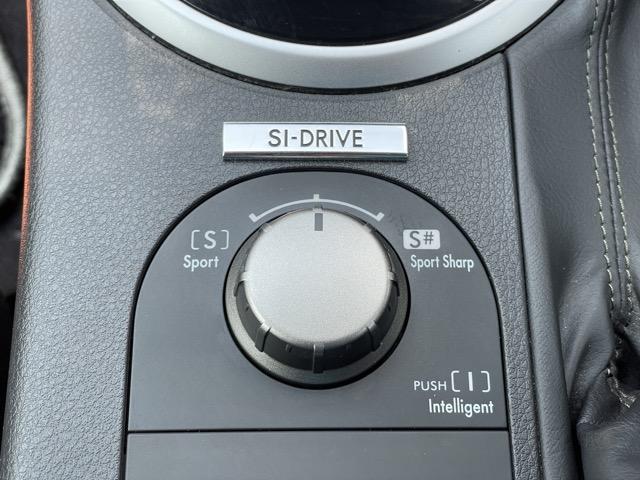 SI-DRIVE
[S]
Sport
S#
Sport Sharp
PUSH [I]
Intelligent